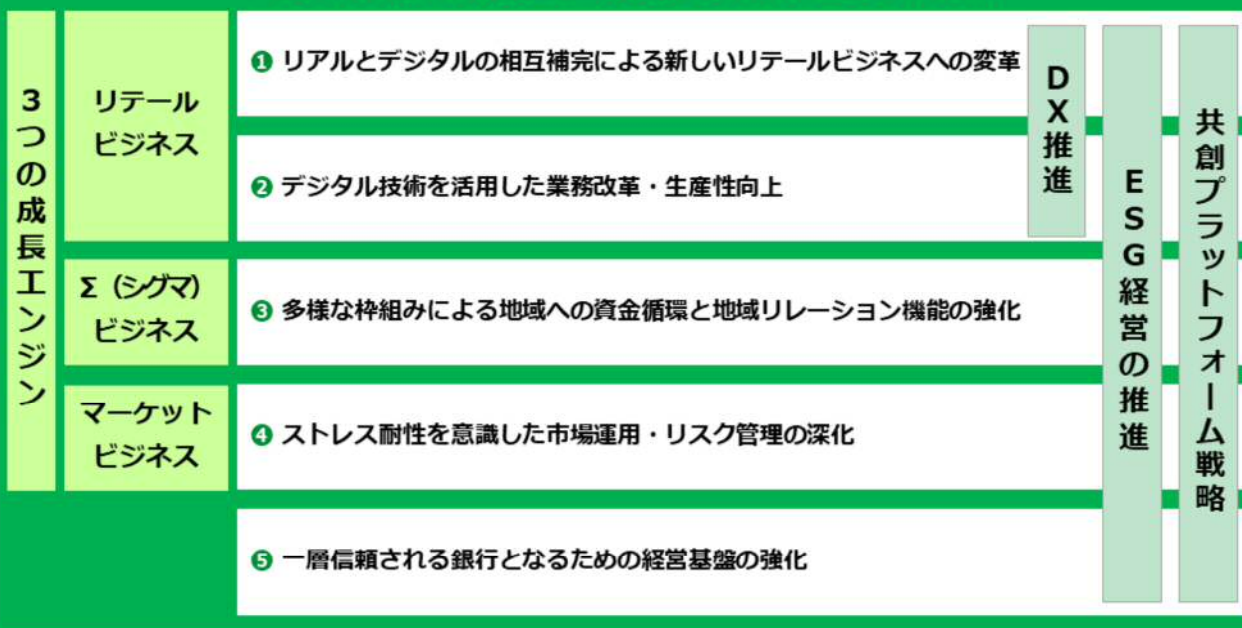 3つの成長エンジン
リテール
ビジネス
❶ リアルとデジタルの相互補完による新しいリテールビジネスへの変革
❷ デジタル技術を活用した業務改革・生産性向上
Σ（シグマ）
ビジネス
❸ 多様な枠組みによる地域への資金循環と地域リレーション機能の強化
マーケット
ビジネス
❹ ストレス耐性を意識した市場運用・リスク管理の深化
❺ 一層信頼される銀行となるための経営基盤の強化
DX推進
ESG経営の推進
共創プラットフォーム戦略